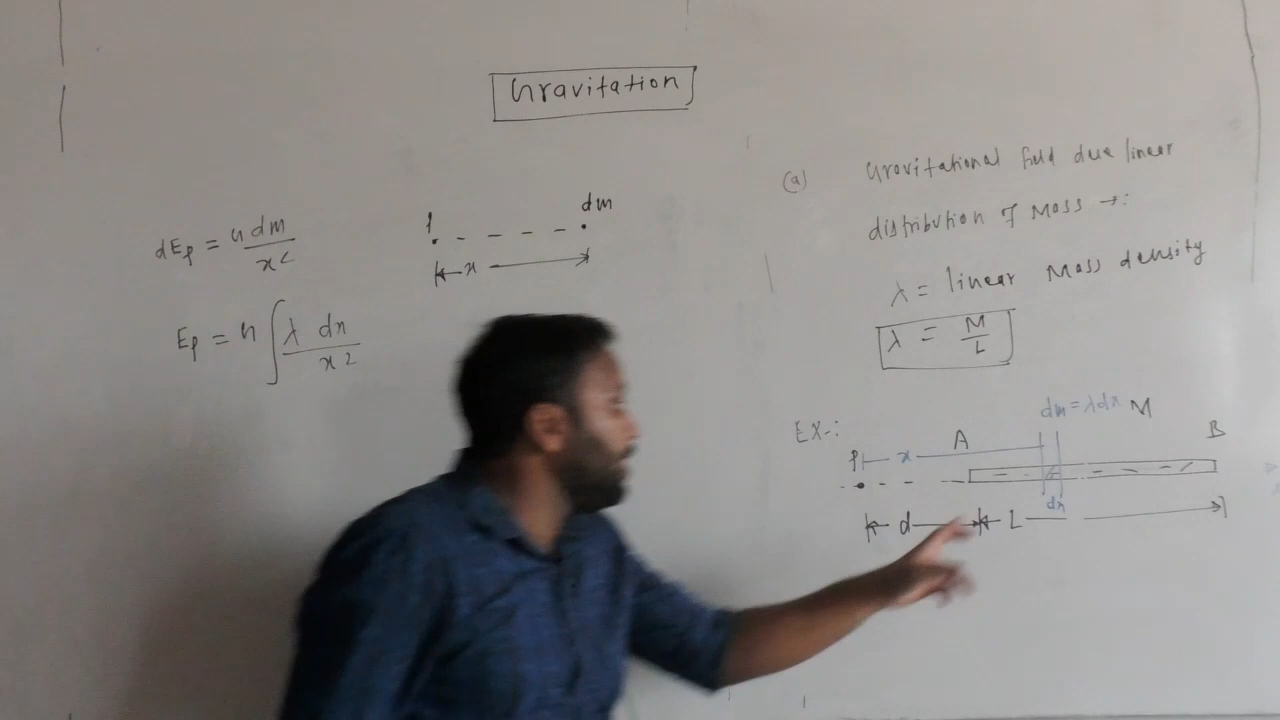 Gravitation
dEp = G dm / x²
1 dm
x
Ep = G ∫ λ dx / x²
(a) Gravitational field due linear
distribution of Mass →:
λ = linear Mass density
λ = M / L
EX-:
dm = λdx M
P x A B
dx
d L